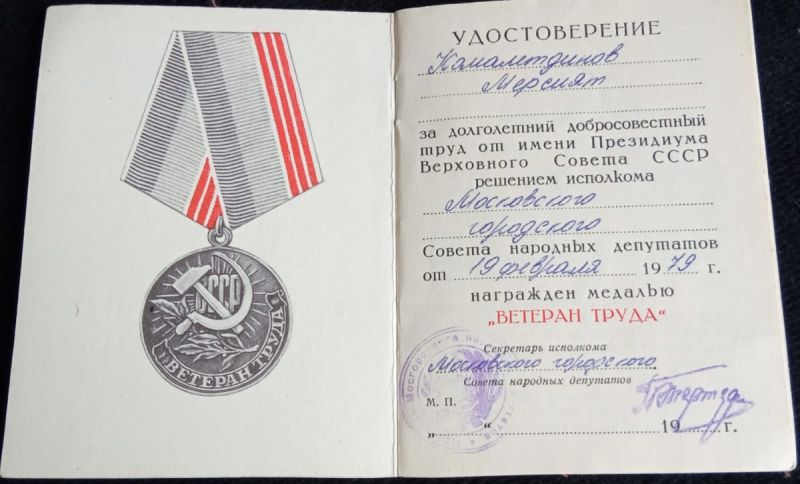 СССР
ВЕТЕРАН ТРУДА
УДОСТОВЕРЕНИЕ
Камалетдинов
Мерсият
за долголетний добросовестный
труд от имени Президиума
Верховного Совета СССР
решением исполкома
Московского
городского
Совета народных депутатов
от 19 февраля 1979 г.
награжден медалью
„ВЕТЕРАН ТРУДА“
Секретарь исполкома
Московского городского
Совета народных депутатов
М. П.
„ “ 19 г.